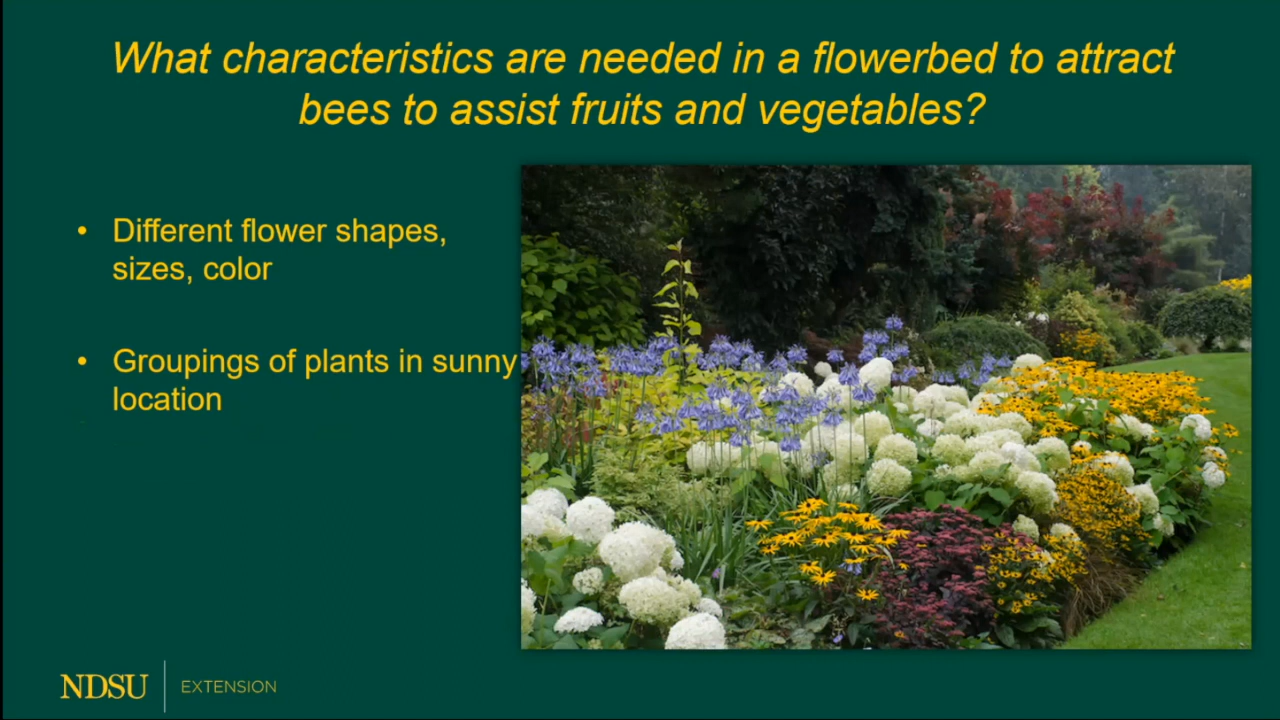 What characteristics are needed in a flowerbed to attract
bees to assist fruits and vegetables?
• Different flower shapes,
sizes, color
• Groupings of plants in sunny
location
NDSU EXTENSION